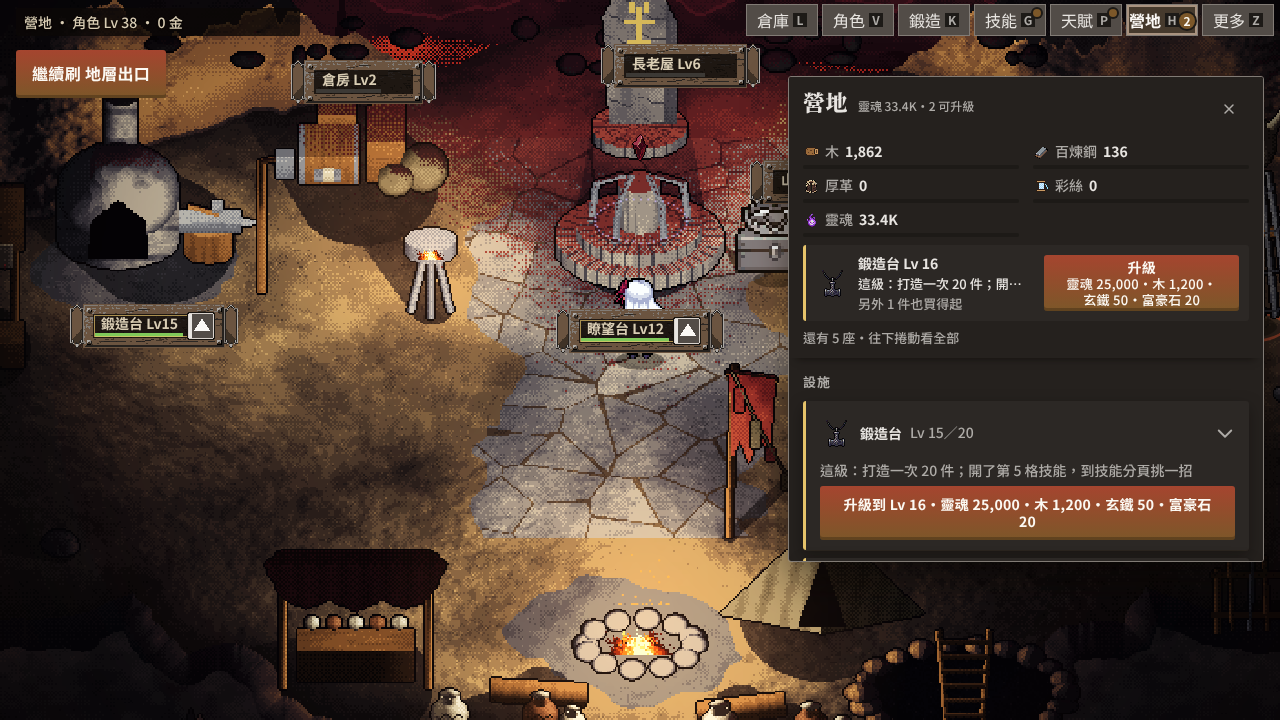 營地 · 角色 Lv 38 · 0 金
倉庫 L
角色 V
鍛造 K
技能 G
天賦 P
營地 H 2
更多 Z
繼續刷 地層出口
倉房 Lv2
長老屋 Lv6
鍛造台 Lv15
瞭望台 Lv12
營地 靈魂 33.4K・2 可升級
木 1,862
百煉鋼 136
厚革 0
彩絲 0
靈魂 33.4K
鍛造台 Lv 16
這級：打造一次 20 件；開…
另外 1 件也買得起
升級
靈魂 25,000・木 1,200・
玄鐵 50・富豪石 20
還有 5 座・往下捲動看全部
設施
鍛造台 Lv 15／20
這級：打造一次 20 件；開了第 5 格技能，到技能分頁挑一招
升級到 Lv 16・靈魂 25,000・木 1,200・玄鐵 50・富豪石
20